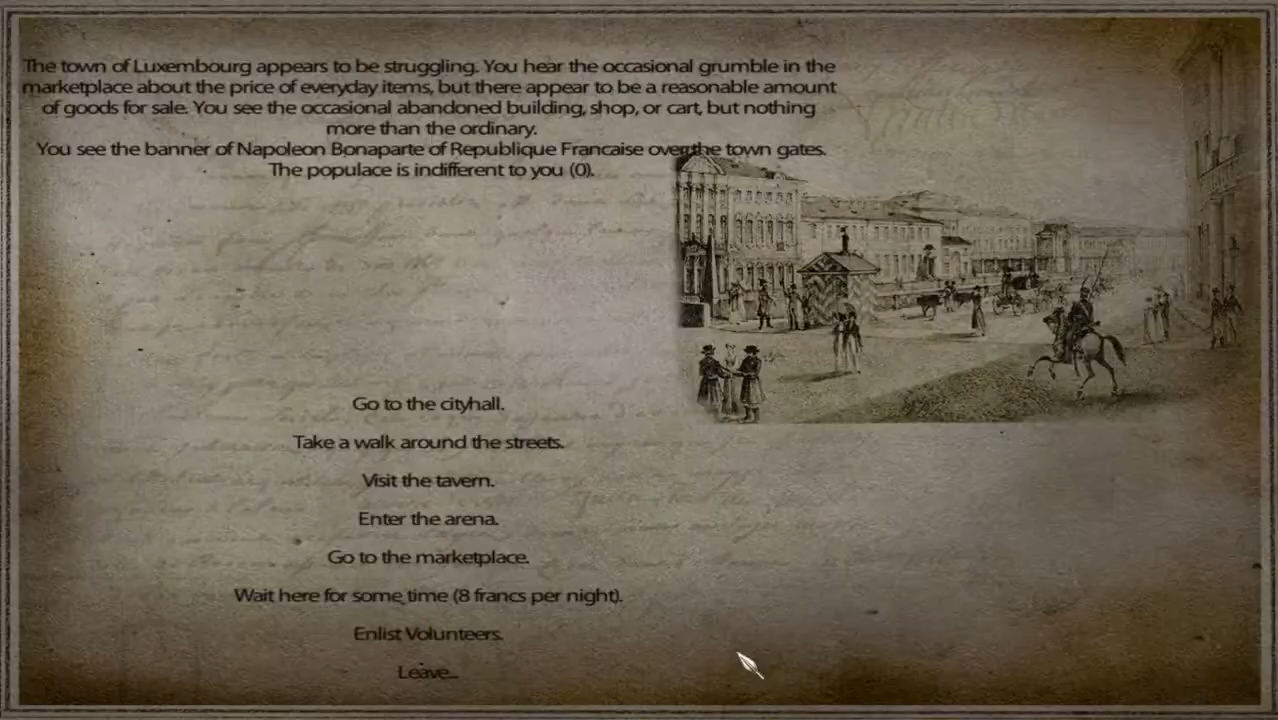 The town of Luxembourg appears to be struggling. You hear the occasional grumble in the
marketplace about the price of everyday items, but there appear to be a reasonable amount
of goods for sale. You see the occasional abandoned building, shop, or cart, but nothing
more than the ordinary.
You see the banner of Napoleon Bonaparte of Republique Francaise over the town gates.
The populace is indifferent to you (0).
Go to the cityhall.
Take a walk around the streets.
Visit the tavern.
Enter the arena.
Go to the marketplace.
Wait here for some time (8 francs per night).
Enlist Volunteers.
Leave...